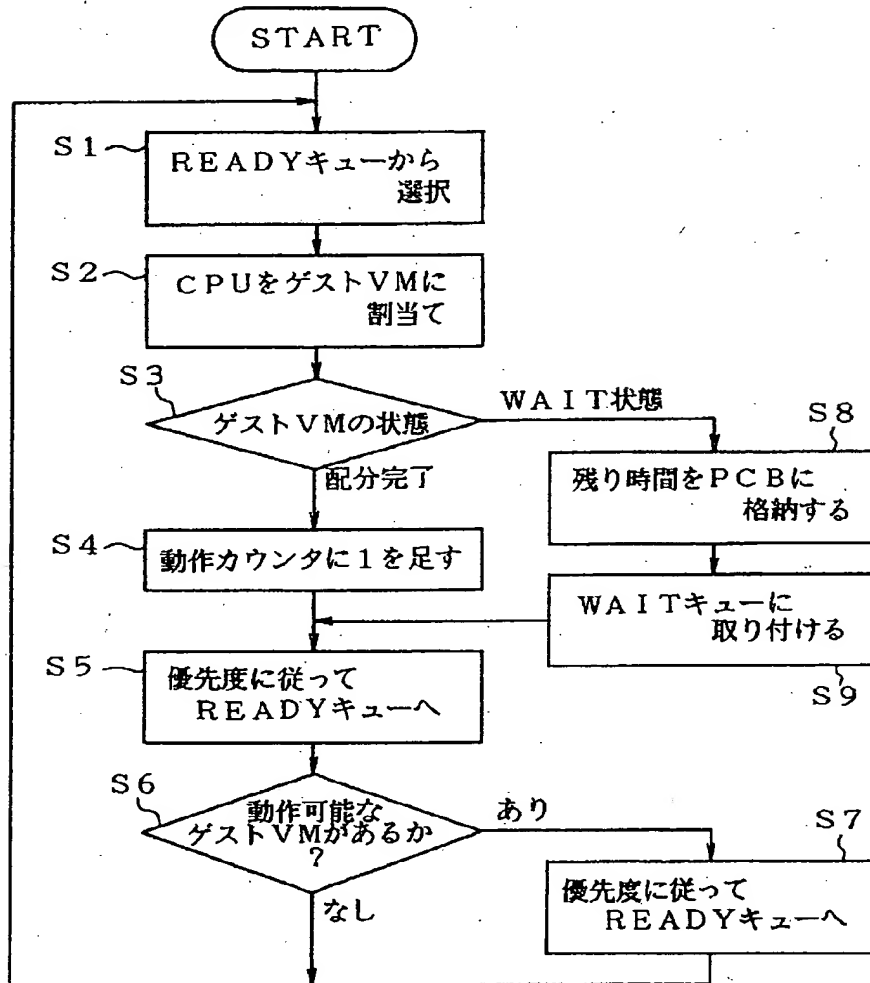 START
S1
READYキューから
選択
S2
CPUをゲストVMに
割当て
S3
ゲストVMの状態
WAIT状態
配分完了
S8
残り時間をPCBに
格納する
S4
動作カウンタに1を足す
WAITキューに
取り付ける
S9
S5
優先度に従って
READYキューへ
S6
動作可能な
ゲストVMがあるか
?
あり
なし
S7
優先度に従って
READYキューへ